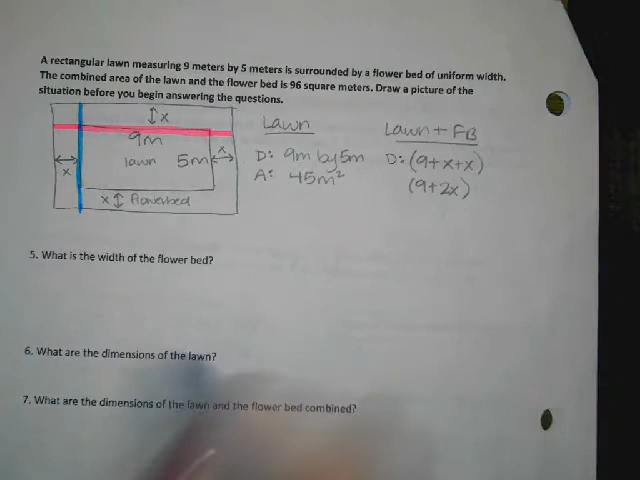 A rectangular lawn measuring 9 meters by 5 meters is surrounded by a flower bed of uniform width.
The combined area of the lawn and the flower bed is 96 square meters. Draw a picture of the
situation before you begin answering the questions.
x
9m
lawn 5m
x
x
x flowerbed
Lawn
D: 9m by 5m
A: 45m²
Lawn + FB
D: (9+x+x)
(9+2x)
5. What is the width of the flower bed?
6. What are the dimensions of the lawn?
7. What are the dimensions of the lawn and the flower bed combined?